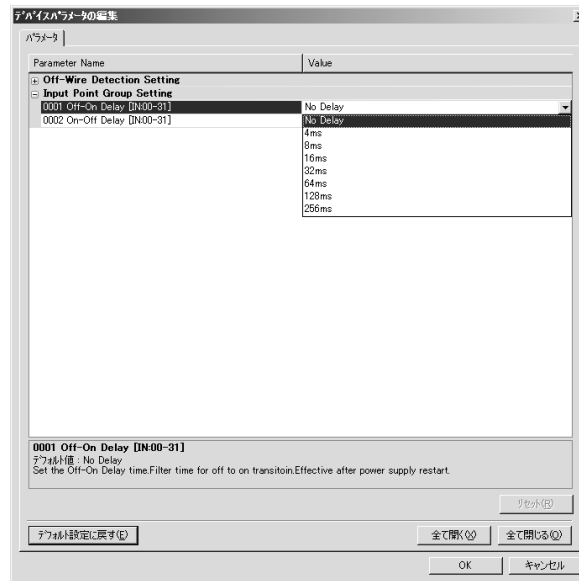 デバイスパラメータの編集
パラメータ
Parameter Name Value
Off-Wire Detection Setting
Input Point Group Setting
0001 Off-On Delay [IN:00-31] No Delay
0002 On-Off Delay [IN:00-31] No Delay
4ms
8ms
16ms
32ms
64ms
128ms
256ms
0001 Off-On Delay [IN:00-31]
デフォルト値 : No Delay
Set the Off-On Delay time.Filter time for off to on transitoin.Effective after power supply restart.
リセット(R)
デフォルト設定に戻す(E) 全て開く(X) 全て閉じる(O)
OK キャンセル